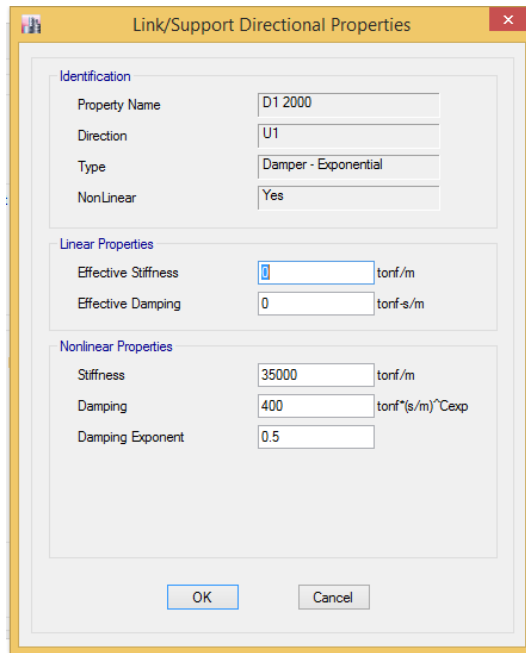 Link/Support Directional Properties
Identification
Property Name D1 2000
Direction U1
Type Damper - Exponential
NonLinear Yes
Linear Properties
Effective Stiffness 0 tonf/m
Effective Damping 0 tonf-s/m
Nonlinear Properties
Stiffness 35000 tonf/m
Damping 400 tonf*(s/m)^Cexp
Damping Exponent 0.5
OK Cancel